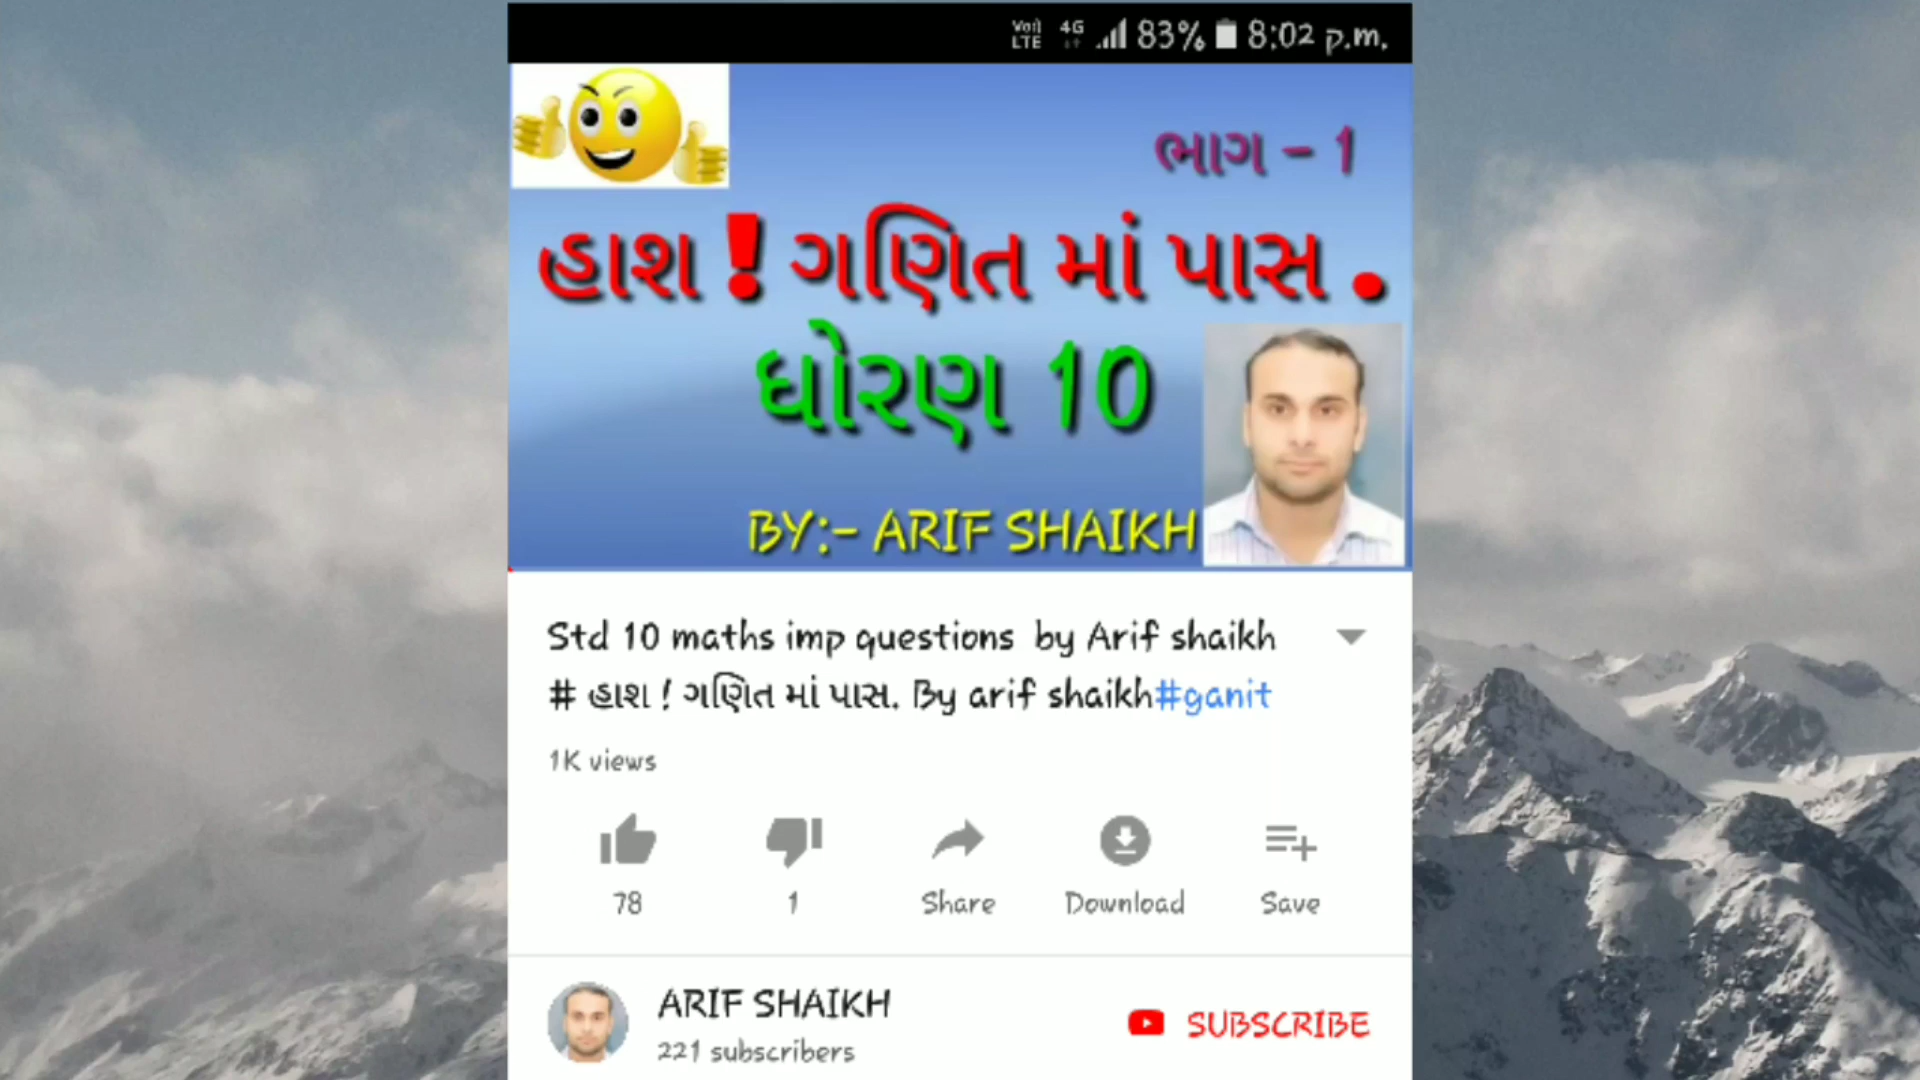 VoI) 4G 83% 8:02 p.m.
LTE
ભાગ - 1
હાશ ! ગણિત માં પાસ .
ધોરણ 10
BY:- ARIF SHAIKH
Std 10 maths imp questions by Arif shaikh
# હાશ ! ગણિત માં પાસ. By arif shaikh#ganit
1K views
78 1 Share Download Save
ARIF SHAIKH
221 subscribers
SUBSCRIBE